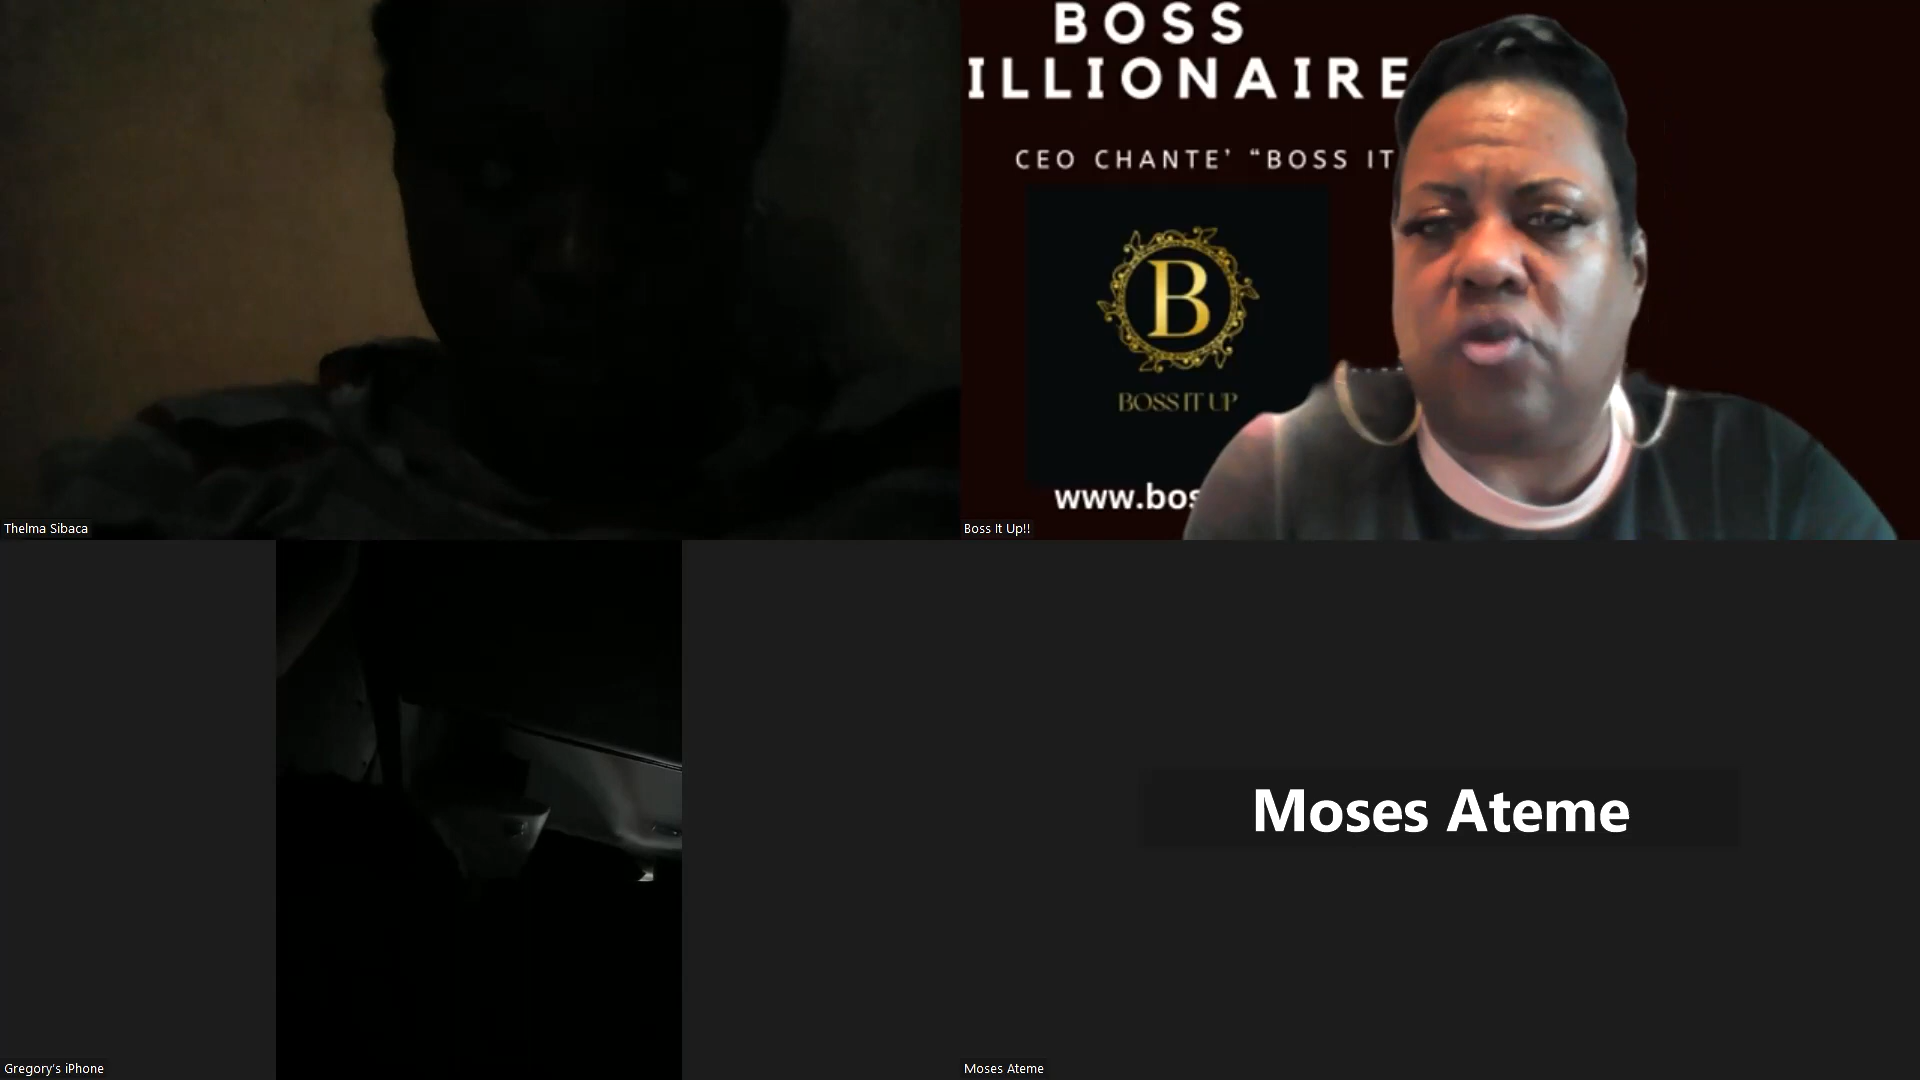 BOSS
ILLIONAIRE
CEO CHANTE' “BOSS IT
B
BOSS IT UP
www.bos
Thelma Sibaca
Boss It Up!!
Moses Ateme
Gregory's iPhone
Moses Ateme